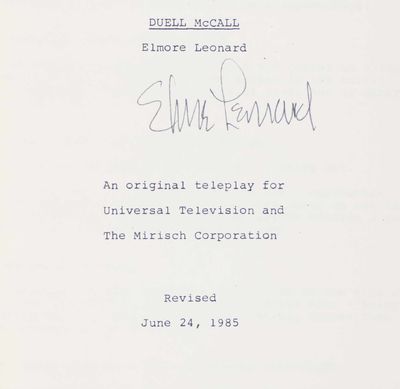 DUELL McCALL
Elmore Leonard
Elmore Leonard
An original teleplay for
Universal Television and
The Mirisch Corporation
Revised
June 24, 1985